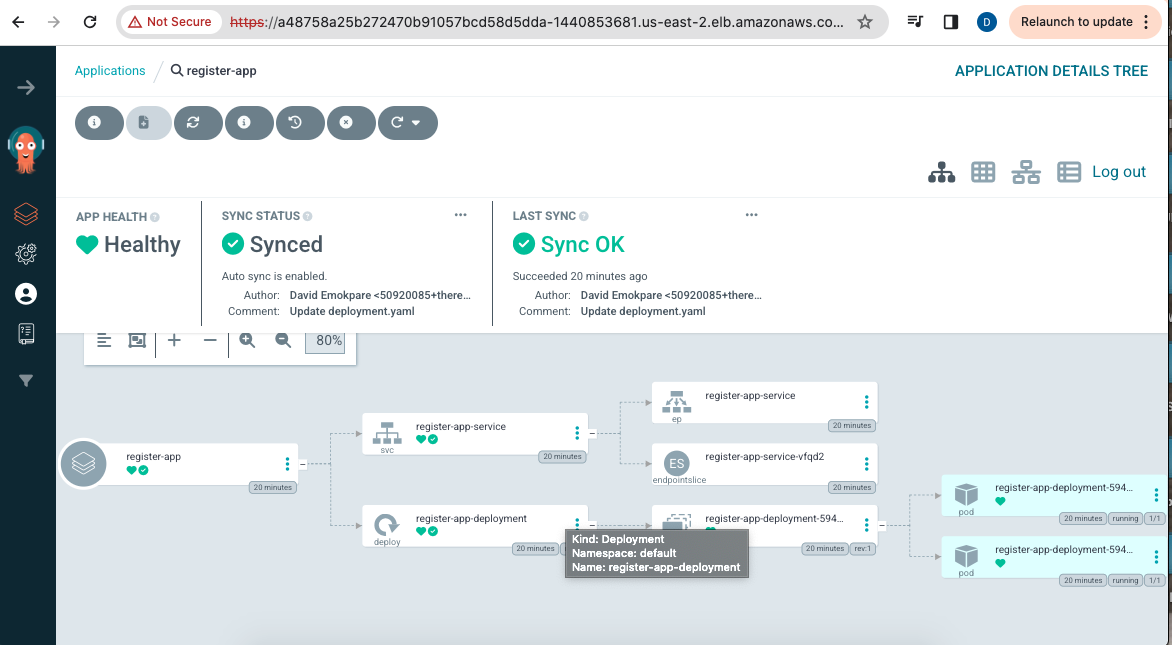 Not Secure
https://a48758a25b272470b91057bcd58d5dda-1440853681.us-east-2.elb.amazonaws.co...
D
Relaunch to update
Applications / register-app
APPLICATION DETAILS TREE
Log out
APP HEALTH
Healthy
SYNC STATUS
Synced
Auto sync is enabled.
Author: David Emokpare <50920085+there...
Comment: Update deployment.yaml
LAST SYNC
Sync OK
Succeeded 20 minutes ago
Author: David Emokpare <50920085+there...
Comment: Update deployment.yaml
80%
register-app
20 minutes
register-app-service
svc
20 minutes
register-app-deployment
deploy
20 minutes
Kind: Deployment
Namespace: default
Name: register-app-deployment
register-app-service
ep
20 minutes
ES
register-app-service-vfqd2
endpointslice
20 minutes
register-app-deployment-594...
20 minutes
rev:1
register-app-deployment-594...
pod
20 minutes
running
1/1
register-app-deployment-594...
pod
20 minutes
running
1/1